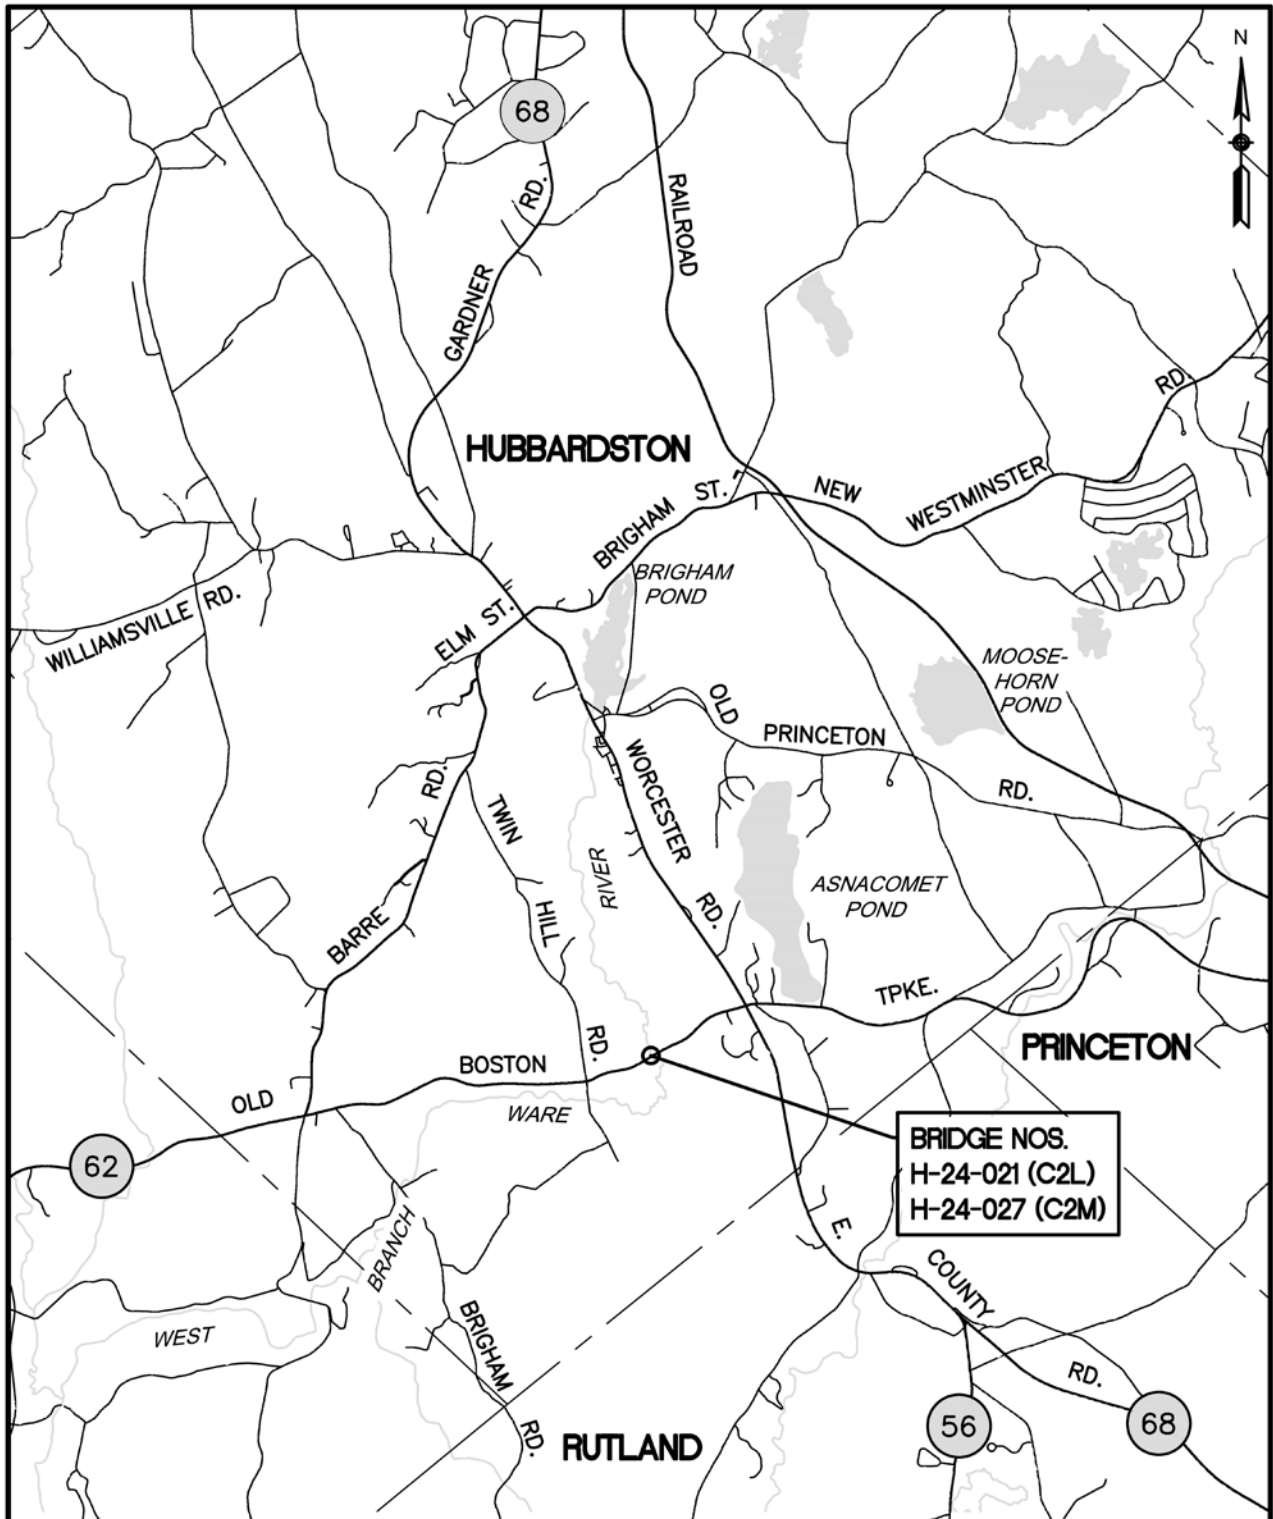 N
68
RD.
RAILROAD
GARDNER
RD.
HUBBARDSTON
NEW
WESTMINSTER
BRIGHAM
ST.
BRIGHAM
POND
WILLIAMSVILLE RD.
ELM ST.
MOOSE-
HORN
POND
OLD
PRINCETON
RD.
WORCESTER
RD.
RD.
TWIN
HILL
RD.
RIVER
ASNACOMET
POND
BARRE
TPKE.
PRINCETON
BOSTON
OLD
WARE
62
BRIDGE NOS.
H-24-021 (C2L)
H-24-027 (C2M)
E.
COUNTY
RD.
BRANCH
WEST
BRIGHAM
RD.
RUTLAND
56
68